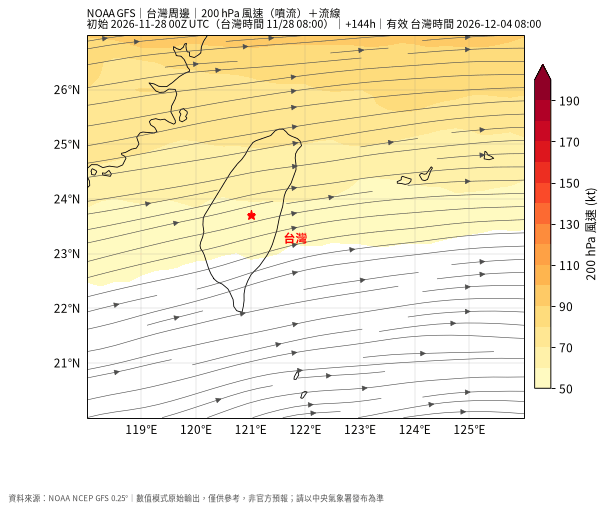 NOAA GFS｜台灣周邊｜200 hPa 風速（噴流）＋流線
初始 2026-11-28 00Z UTC（台灣時間 11/28 08:00）｜+144h｜有效 台灣時間 2026-12-04 08:00
26°N
25°N
24°N
23°N
22°N
21°N
119°E
120°E
121°E
122°E
123°E
124°E
125°E
台灣
190
170
150
130
110
90
70
50
200 hPa 風速 (kt)
資料來源：NOAA NCEP GFS 0.25°｜數值模式原始輸出，僅供參考，非官方預報；請以中央氣象署發布為準